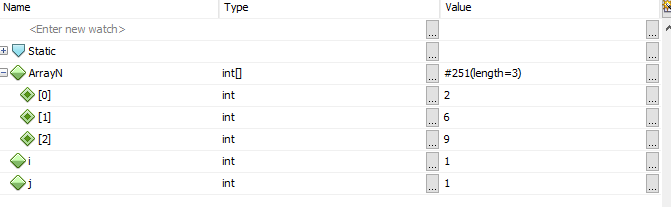 Name Type Value
<Enter new watch> ... ...
Static ... ...
ArrayN int[] ... #251(length=3) ...
[0] int ... 2 ...
[1] int ... 6 ...
[2] int ... 9 ...
i int ... 1 ...
j int ... 1 ...